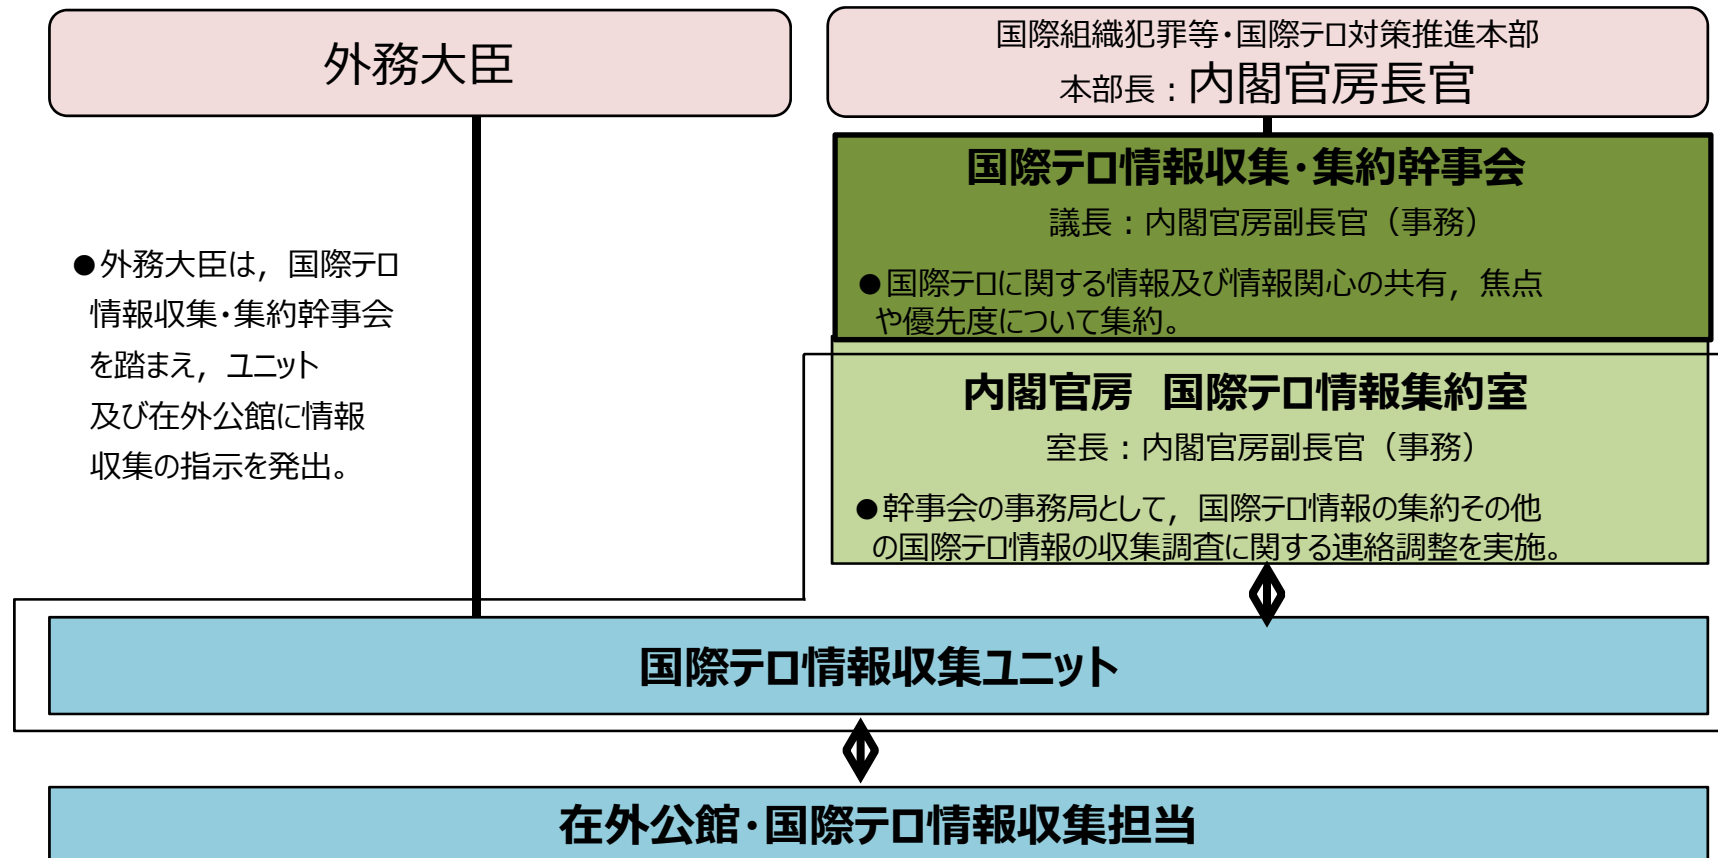 外務大臣
国際組織犯罪等・国際テロ対策推進本部
本部長：内閣官房長官
国際テロ情報収集・集約幹事会
議長：内閣官房副長官（事務）
●国際テロに関する情報及び情報関心の共有，焦点
や優先度について集約。
●外務大臣は，国際テロ
情報収集・集約幹事会
を踏まえ，ユニット
及び在外公館に情報
収集の指示を発出。
内閣官房　国際テロ情報集約室
室長：内閣官房副長官（事務）
●幹事会の事務局として，国際テロ情報の集約その他
の国際テロ情報の収集調査に関する連絡調整を実施。
国際テロ情報収集ユニット
在外公館・国際テロ情報収集担当